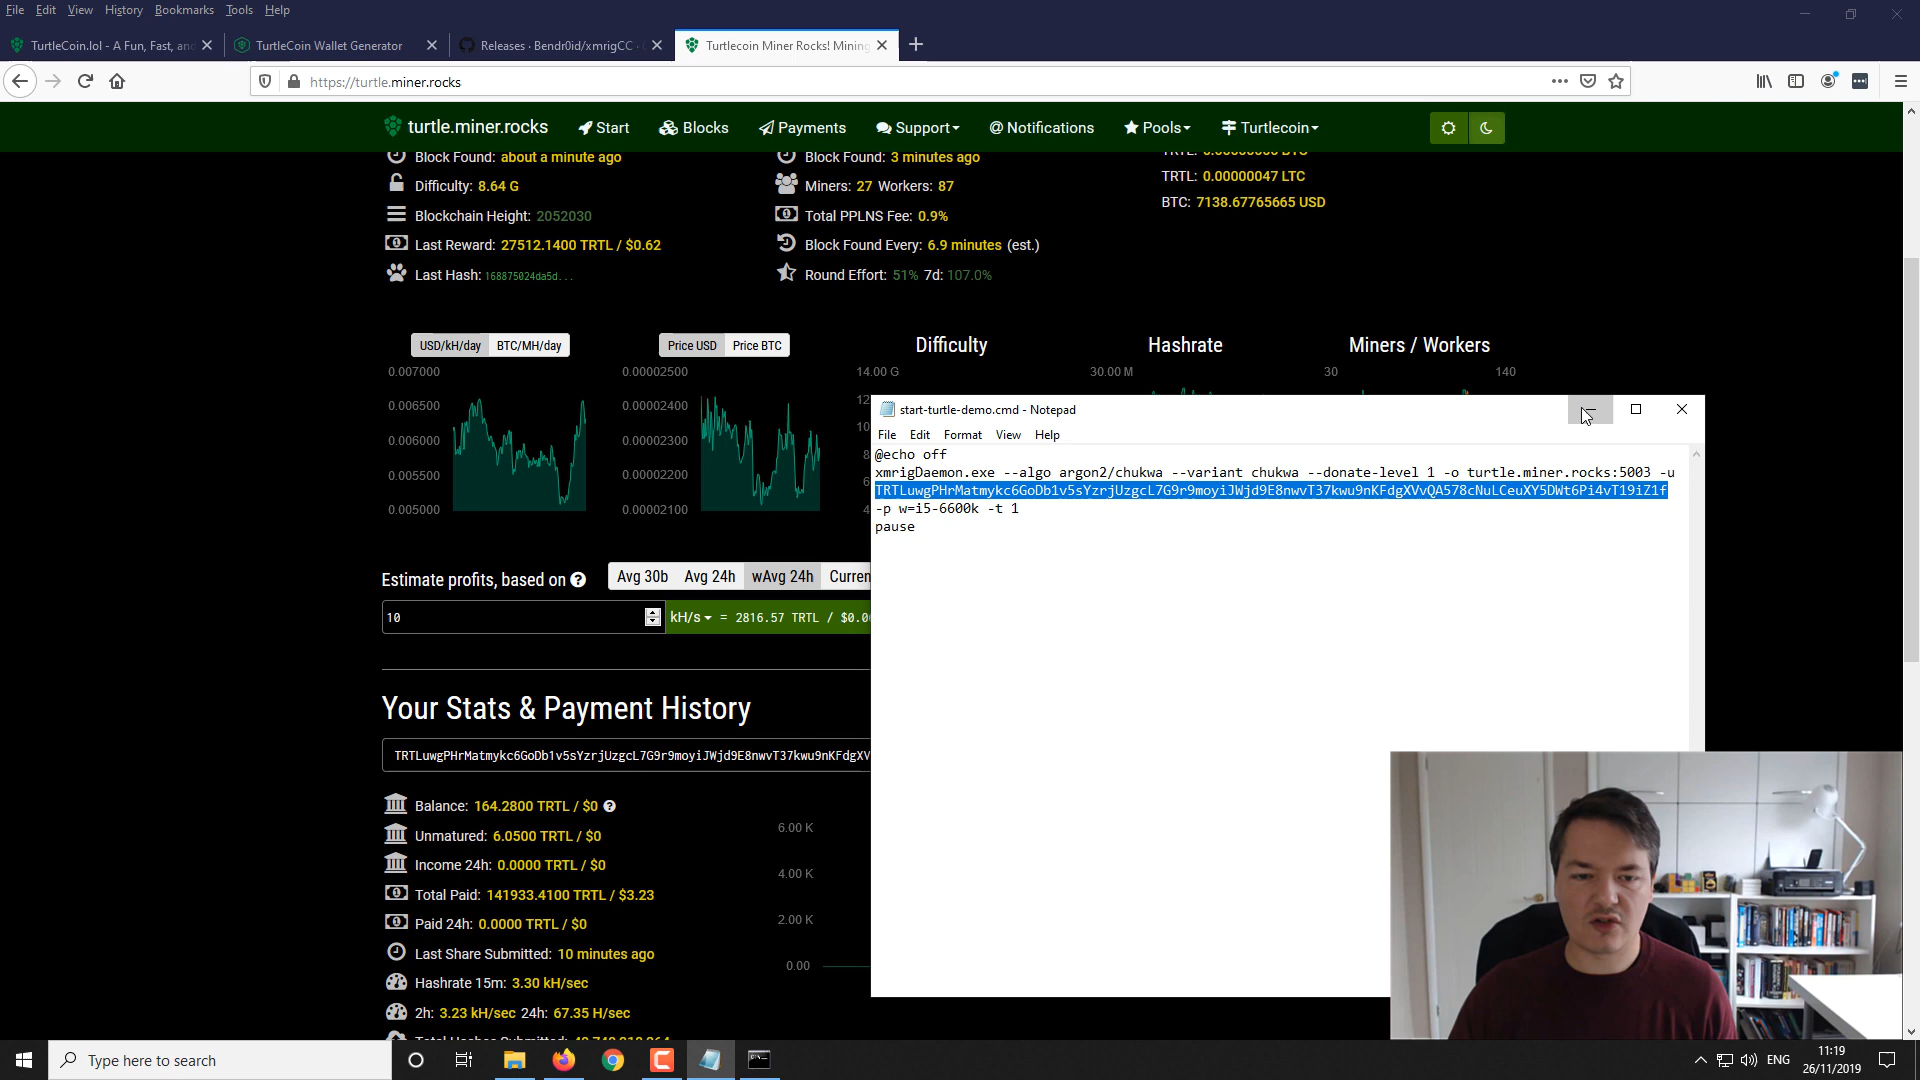 File Edit View History Bookmarks Tools Help
TurtleCoin.lol - A Fun, Fast, and
TurtleCoin Wallet Generator
Releases · Bendr0id/xmrigCC ·
Turtlecoin Miner Rocks! Mining
https://turtle.miner.rocks
turtle.miner.rocks Start Blocks Payments Support Notifications Pools Turtlecoin
Block Found: about a minute ago
Difficulty: 8.64 G
Blockchain Height: 2052030
Last Reward: 27512.1400 TRTL / $0.62
Last Hash: 168875024da5d...
Block Found: 3 minutes ago
Miners: 27 Workers: 87
Total PPLNS Fee: 0.9%
Block Found Every: 6.9 minutes (est.)
Round Effort: 51% 7d: 107.0%
TRTL: 0.00000047 LTC
BTC: 7138.67765665 USD
USD/kH/day BTC/MH/day
0.007000
0.006500
0.006000
0.005500
0.005000
Price USD Price BTC
0.00002500
0.00002400
0.00002300
0.00002200
0.00002100
Difficulty
14.00 G
Hashrate
30.00 M
Miners / Workers
30 140
start-turtle-demo.cmd - Notepad
File Edit Format View Help
@echo off
xmrigDaemon.exe --algo argon2/chukwa --variant chukwa --donate-level 1 -o turtle.miner.rocks:5003 -u
TRTLuwgPHrMatmykc6GoDb1v5sYzrjUzgcL7G9r9moyiJWjd9E8nwvT37kwu9nKFdgXVvQA578cNuLCeuXY5DWt6Pi4vT19iZ1f
-p w=i5-6600k -t 1
pause
Estimate profits, based on
Avg 30b Avg 24h wAvg 24h Curren
10 kH/s = 2816.57 TRTL / $0.0
Your Stats & Payment History
TRTLuwgPHrMatmykc6GoDb1v5sYzrjUzgcL7G9r9moyiJWjd9E8nwvT37kwu9nKFdgXV
Balance: 164.2800 TRTL / $0
Unmatured: 6.0500 TRTL / $0
Income 24h: 0.0000 TRTL / $0
Total Paid: 141933.4100 TRTL / $3.23
Paid 24h: 0.0000 TRTL / $0
Last Share Submitted: 10 minutes ago
Hashrate 15m: 3.30 kH/sec
2h: 3.23 kH/sec 24h: 67.35 H/sec
6.00 K
4.00 K
2.00 K
0.00
Type here to search
ENG
11:19
26/11/2019